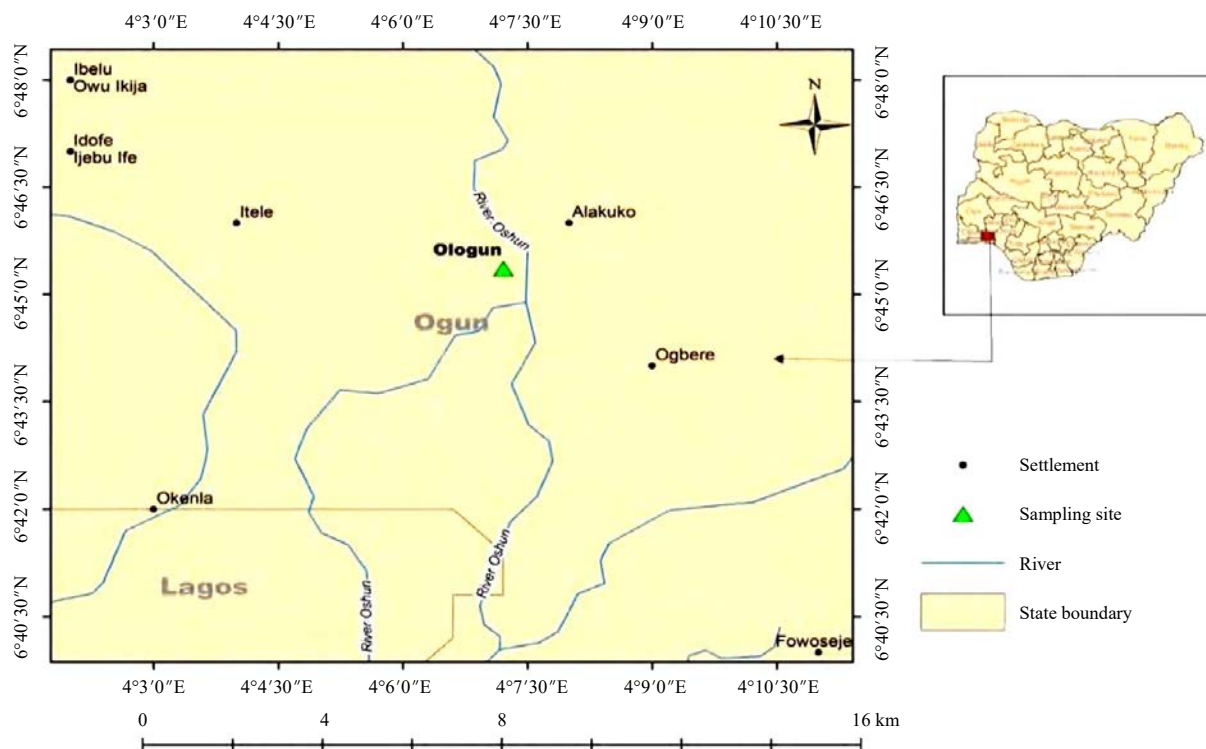 4°3′0″E 4°4′30″E 4°6′0″E 4°7′30″E 4°9′0″E 4°10′30″E
6°48′0″N
6°46′30″N
6°45′0″N
6°43′30″N
6°42′0″N
6°40′30″N
Ibelu
Owu Ikija
Idofe
Ijebu Ife
Itele
River Oshun
Alakuko
Ologun
Ogun
Ogbere
Okenla
Lagos
River Oshun
River Oshun
Fowoseje
N
6°48′0″N
6°46′30″N
6°45′0″N
6°43′30″N
6°42′0″N
6°40′30″N
4°3′0″E 4°4′30″E 4°6′0″E 4°7′30″E 4°9′0″E 4°10′30″E
0 4 8 16 km
Settlement
Sampling site
River
State boundary